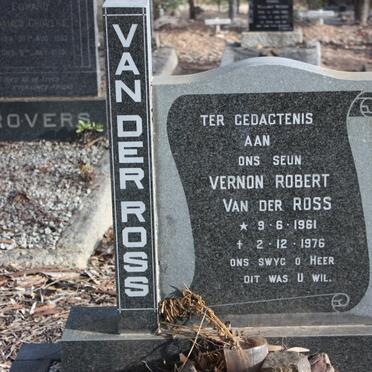 ROVERS
VAN DER ROSS
TER GEDAGTENIS
AAN
ONS SEUN
VERNON ROBERT
VAN DER ROSS
★ 9-6-1961
✝ 2-12-1976
ONS SWYG O HEER
DIT WAS U WIL.